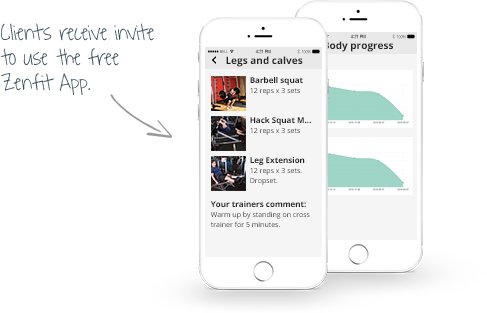 Clients receive invite
to use the free
Zenfit App.
BELL
4:21 PM
100%
Legs and calves
Barbell squat
12 reps x 3 sets
Hack Squat M...
12 reps x 3 sets
Leg Extension
12 reps x 3 sets.
Dropset.
Your trainers comment:
Warm up by standing on cross
trainer for 5 minutes.
4:21 PM
100%
Body progress